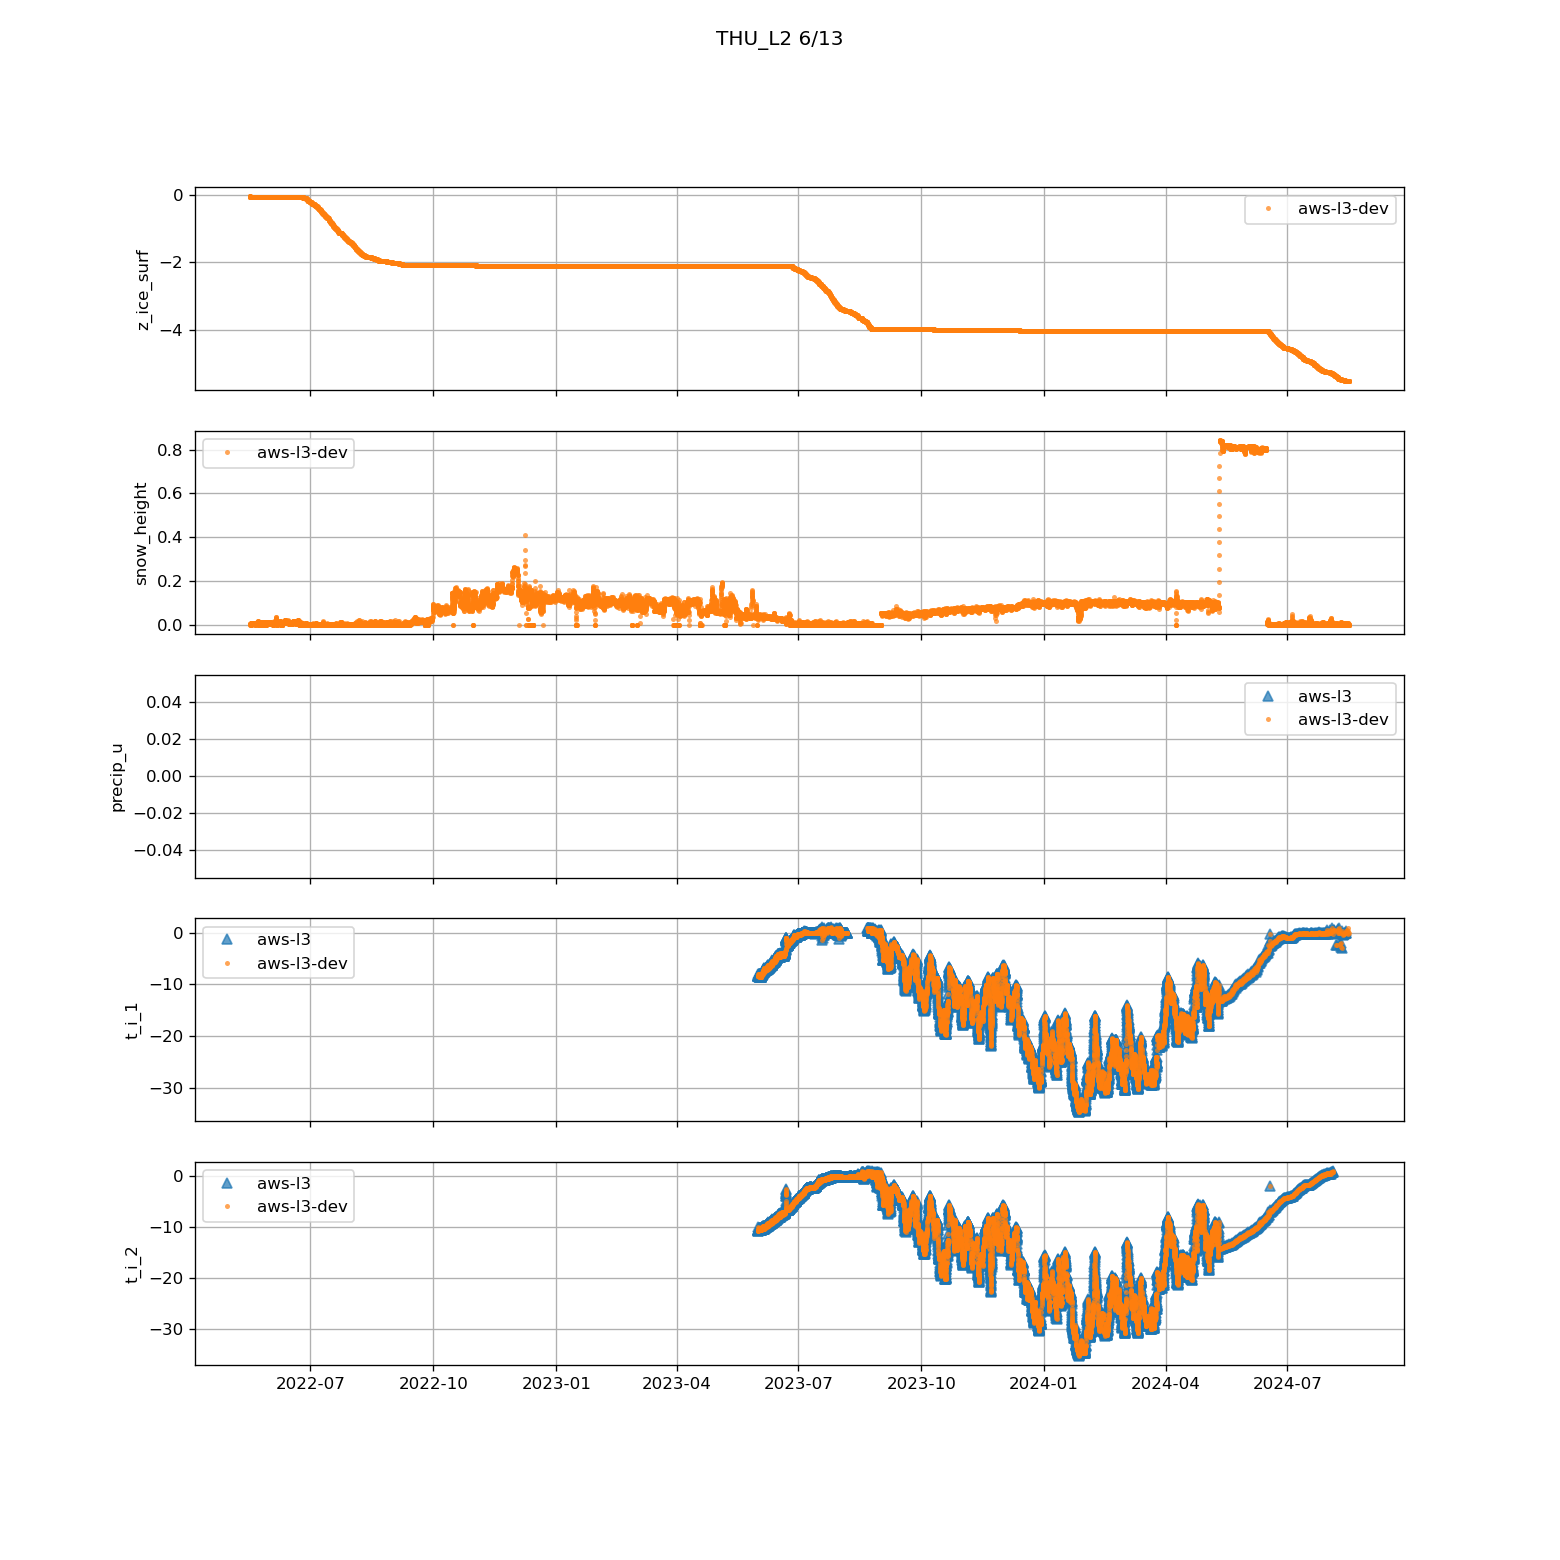 THU_L2 6/13
0
−2
−4
z_ice_surf
aws-l3-dev
0.8
0.6
0.4
0.2
0.0
snow_height
aws-l3-dev
0.04
0.02
0.00
−0.02
−0.04
precip_u
aws-l3
aws-l3-dev
0
−10
−20
−30
t_i_1
aws-l3
aws-l3-dev
0
−10
−20
−30
t_i_2
aws-l3
aws-l3-dev
2022-07 2022-10 2023-01 2023-04 2023-07 2023-10 2024-01 2024-04 2024-07